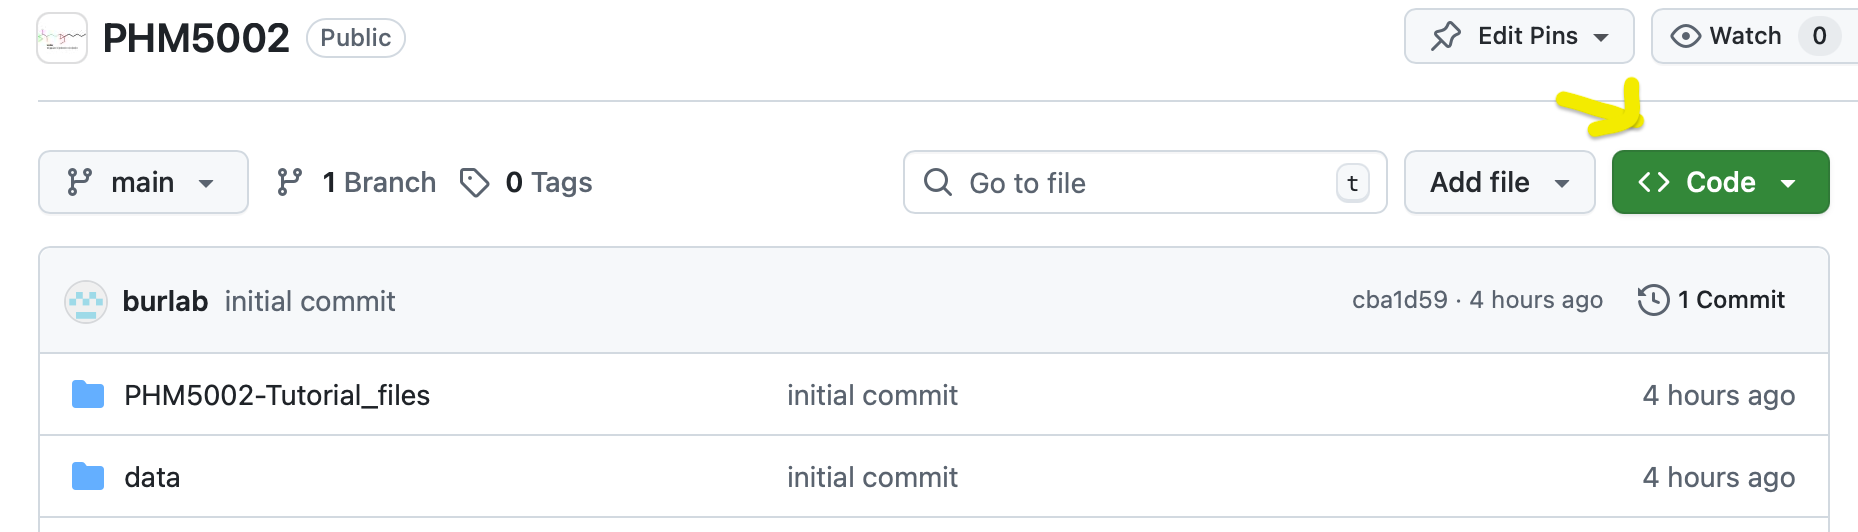 PHM5002 Public Edit Pins Watch 0
main 1 Branch 0 Tags Go to file t Add file <> Code
burlab initial commit cba1d59 · 4 hours ago 1 Commit
PHM5002-Tutorial_files initial commit 4 hours ago
data initial commit 4 hours ago